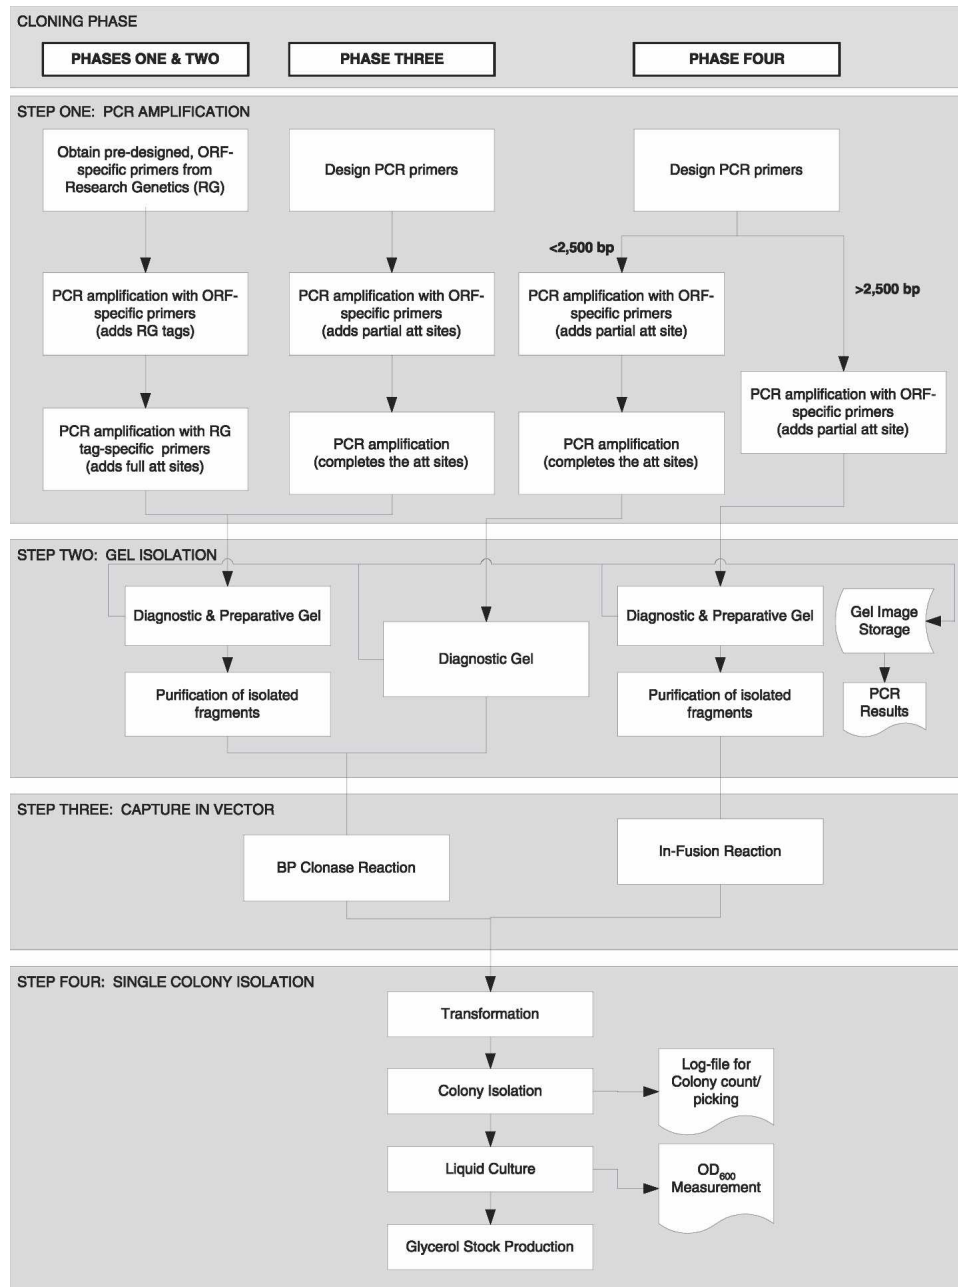 CLONING PHASE
PHASES ONE & TWO
PHASE THREE
PHASE FOUR
STEP ONE: PCR AMPLIFICATION
Obtain pre-designed, ORF-
specific primers from
Research Genetics (RG)
Design PCR primers
Design PCR primers
<2,500 bp
>2,500 bp
PCR amplification with ORF-
specific primers
(adds RG tags)
PCR amplification with ORF-
specific primers
(adds partial att sites)
PCR amplification with ORF-
specific primers
(adds partial att site)
PCR amplification with ORF-
specific primers
(adds partial att site)
PCR amplification with RG
tag-specific primers
(adds full att sites)
PCR amplification
(completes the att sites)
PCR amplification
(completes the att sites)
STEP TWO: GEL ISOLATION
Diagnostic & Preparative Gel
Diagnostic Gel
Diagnostic & Preparative Gel
Gel Image
Storage
Purification of isolated
fragments
Purification of isolated
fragments
PCR
Results
STEP THREE: CAPTURE IN VECTOR
BP Clonase Reaction
In-Fusion Reaction
STEP FOUR: SINGLE COLONY ISOLATION
Transformation
Colony Isolation
Log-file for
Colony count/
picking
Liquid Culture
OD600
Measurement
Glycerol Stock Production